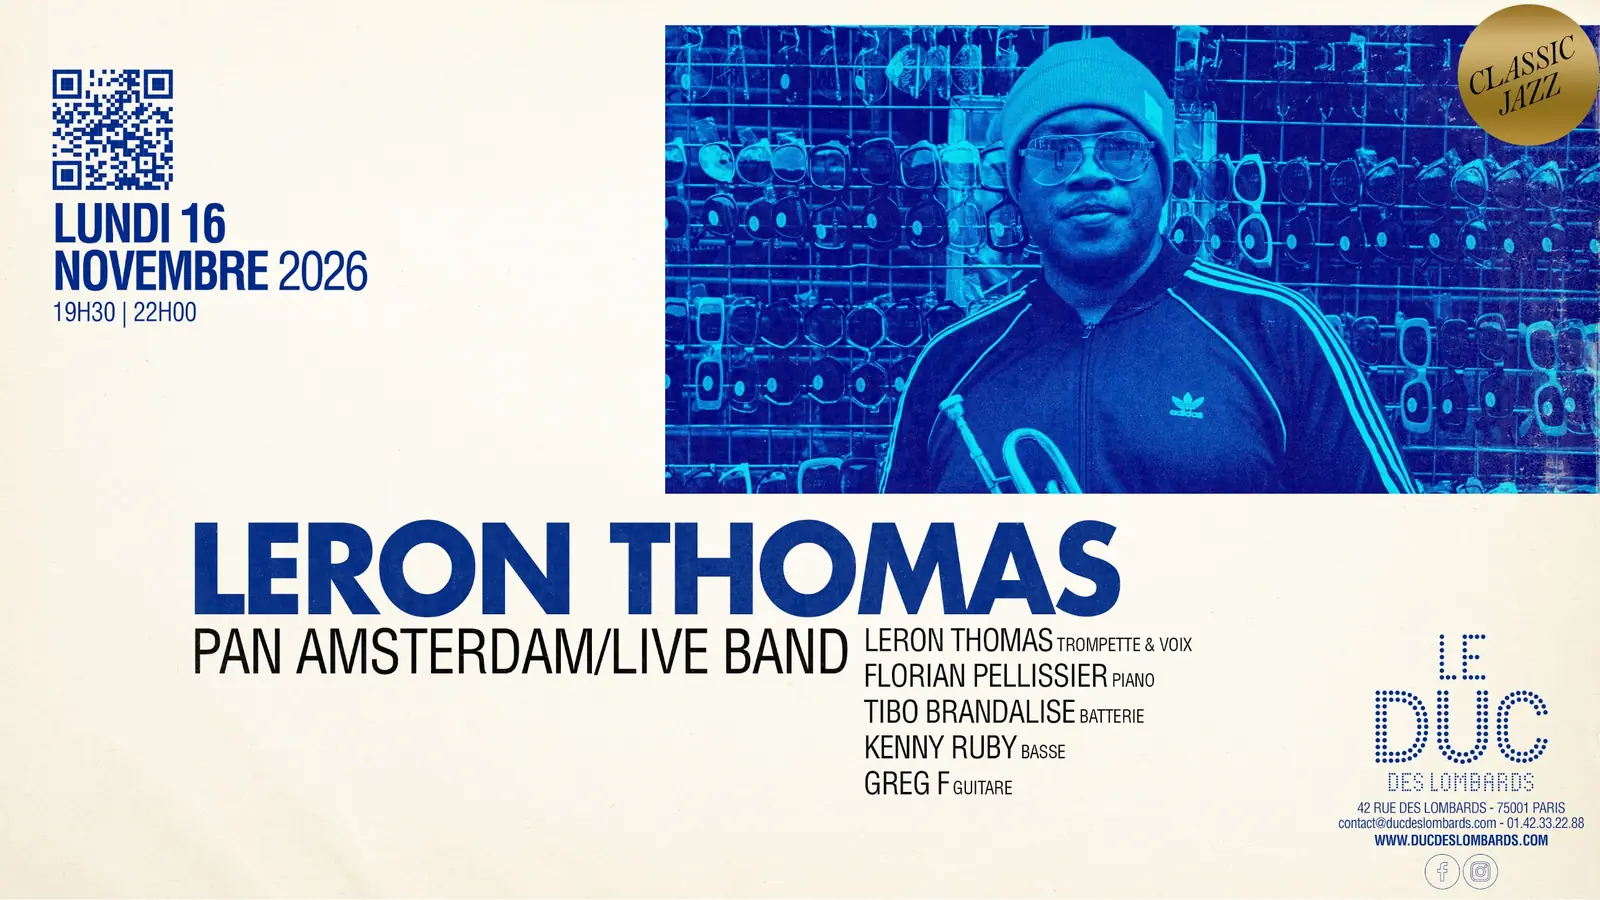 CLASSIC
JAZZ
LUNDI 16
NOVEMBRE 2026
19H30 | 22H00
adidas
LERON THOMAS
PAN AMSTERDAM/LIVE BAND
LERON THOMAS TROMPETTE & VOIX
FLORIAN PELLISSIER PIANO
TIBO BRANDALISE BATTERIE
KENNY RUBY BASSE
GREG F GUITARE
LE
DUC
DES LOMBARDS
42 RUE DES LOMBARDS - 75001 PARIS
contact@ducdeslombards.com - 01.42.33.22.88
WWW.DUCDESLOMBARDS.COM